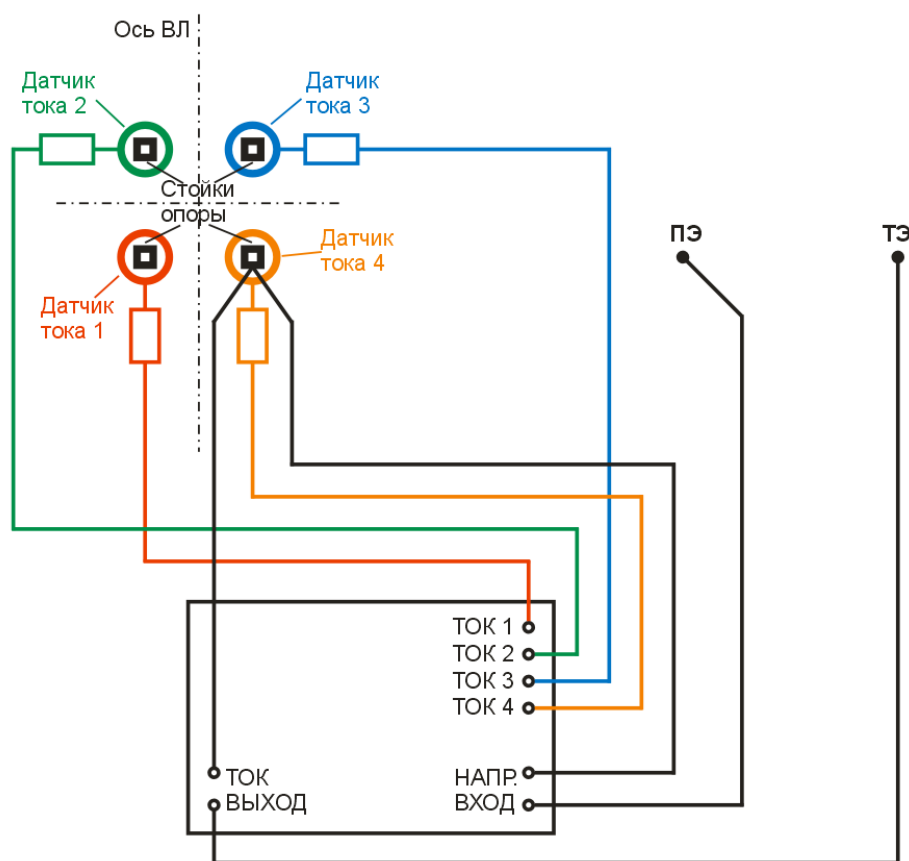 Ось ВЛ
Датчик
тока 2
Датчик
тока 3
Стойки
опоры
Датчик
тока 4
Датчик
тока 1
ПЭ
ТЭ
ТОК 1
ТОК 2
ТОК 3
ТОК 4
ТОК
ВЫХОД
НАПР.
ВХОД